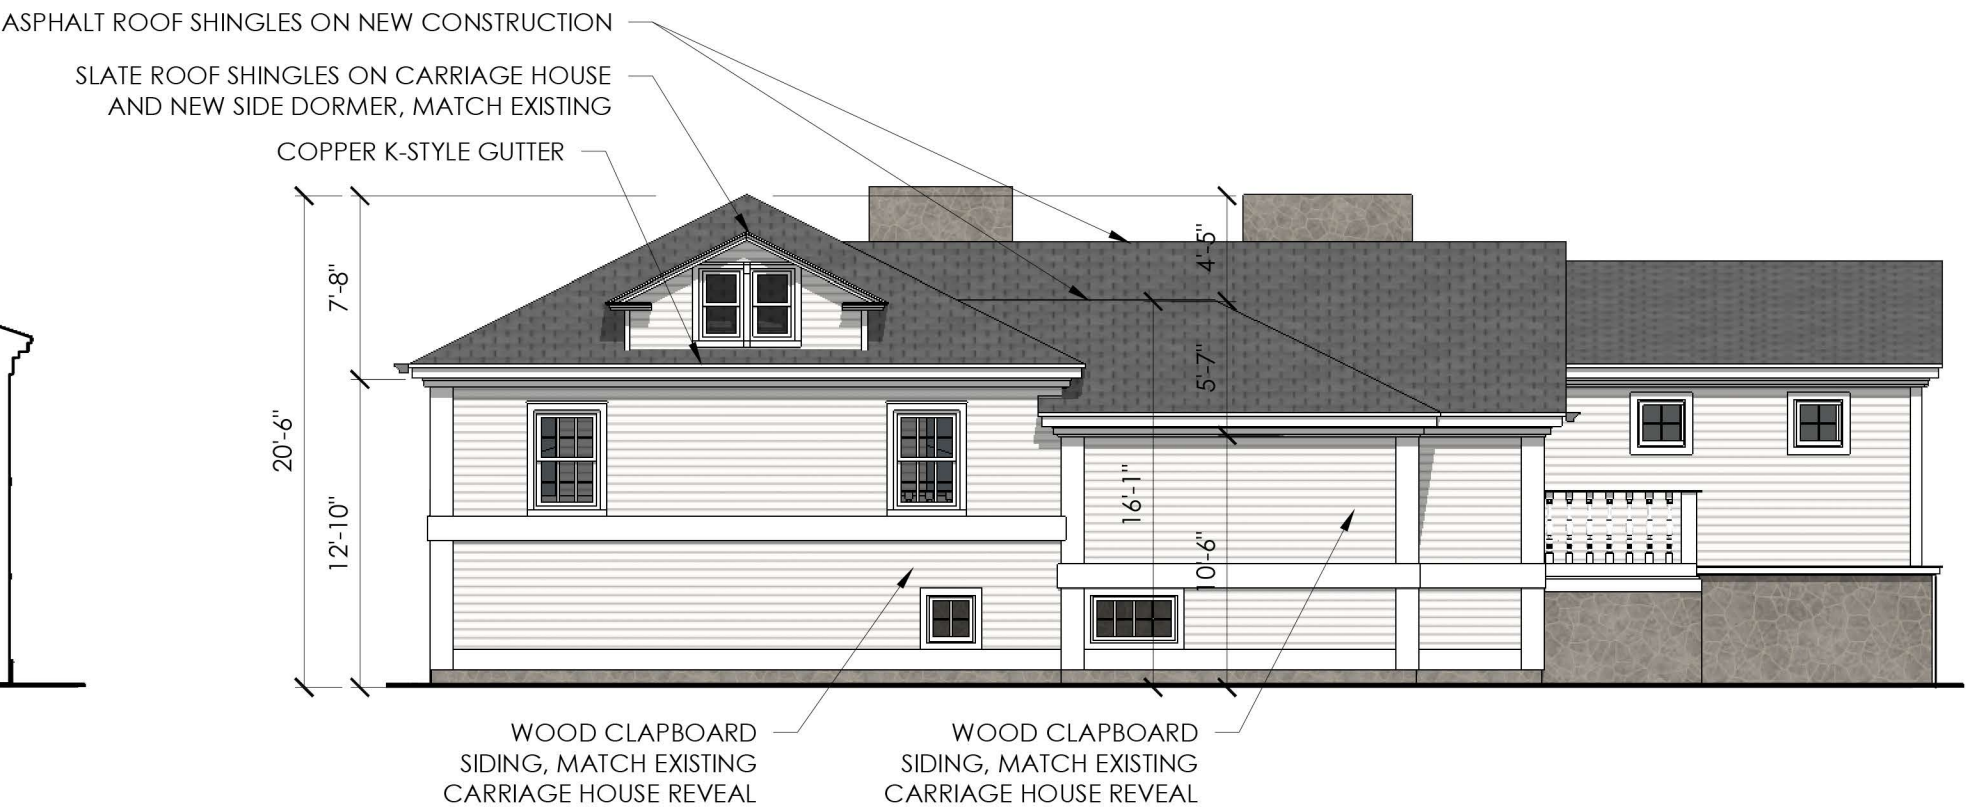 ASPHALT ROOF SHINGLES ON NEW CONSTRUCTION
SLATE ROOF SHINGLES ON CARRIAGE HOUSE
AND NEW SIDE DORMER, MATCH EXISTING
COPPER K-STYLE GUTTER
20'-6"
7'-8"
12'-10"
4'-5"
5'-7"
16'-1"
10'-6"
WOOD CLAPBOARD
SIDING, MATCH EXISTING
CARRIAGE HOUSE REVEAL
WOOD CLAPBOARD
SIDING, MATCH EXISTING
CARRIAGE HOUSE REVEAL